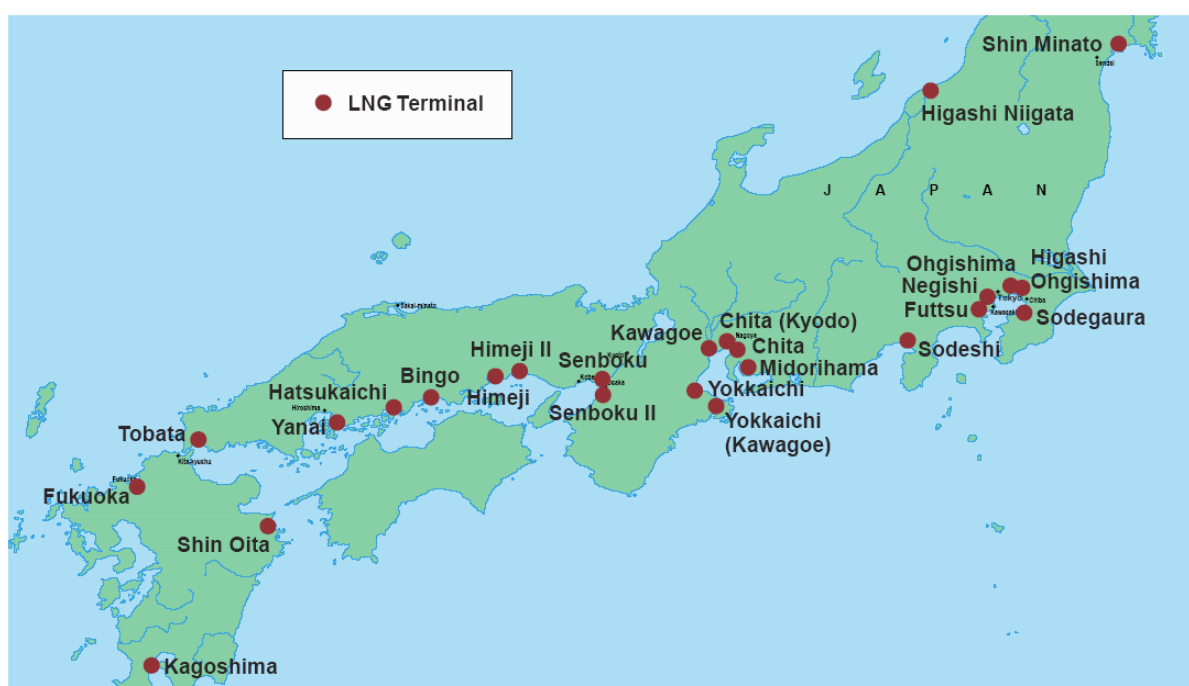 Shin Minato
Sendai
LNG Terminal
Higashi Niigata
J A P A N
Ohgishima
Higashi
Ohgishima
Negishi
Tokyo
Chiba
Futtsu
Kawasaki
Sodegaura
Sakai-minato
Kawagoe
Chita (Kyodo)
Nagoya
Chita
Sodeshi
Midorihama
Himeji II
Senboku
Kyoto
Kobe
Osaka
Bingo
Himeji
Yokkaichi
Hatsukaichi
Senboku II
Hiroshima
Yanai
Yokkaichi
(Kawagoe)
Tobata
Kita-kyushu
Fukuoka
Fukuoka
Shin Oita
Kagoshima